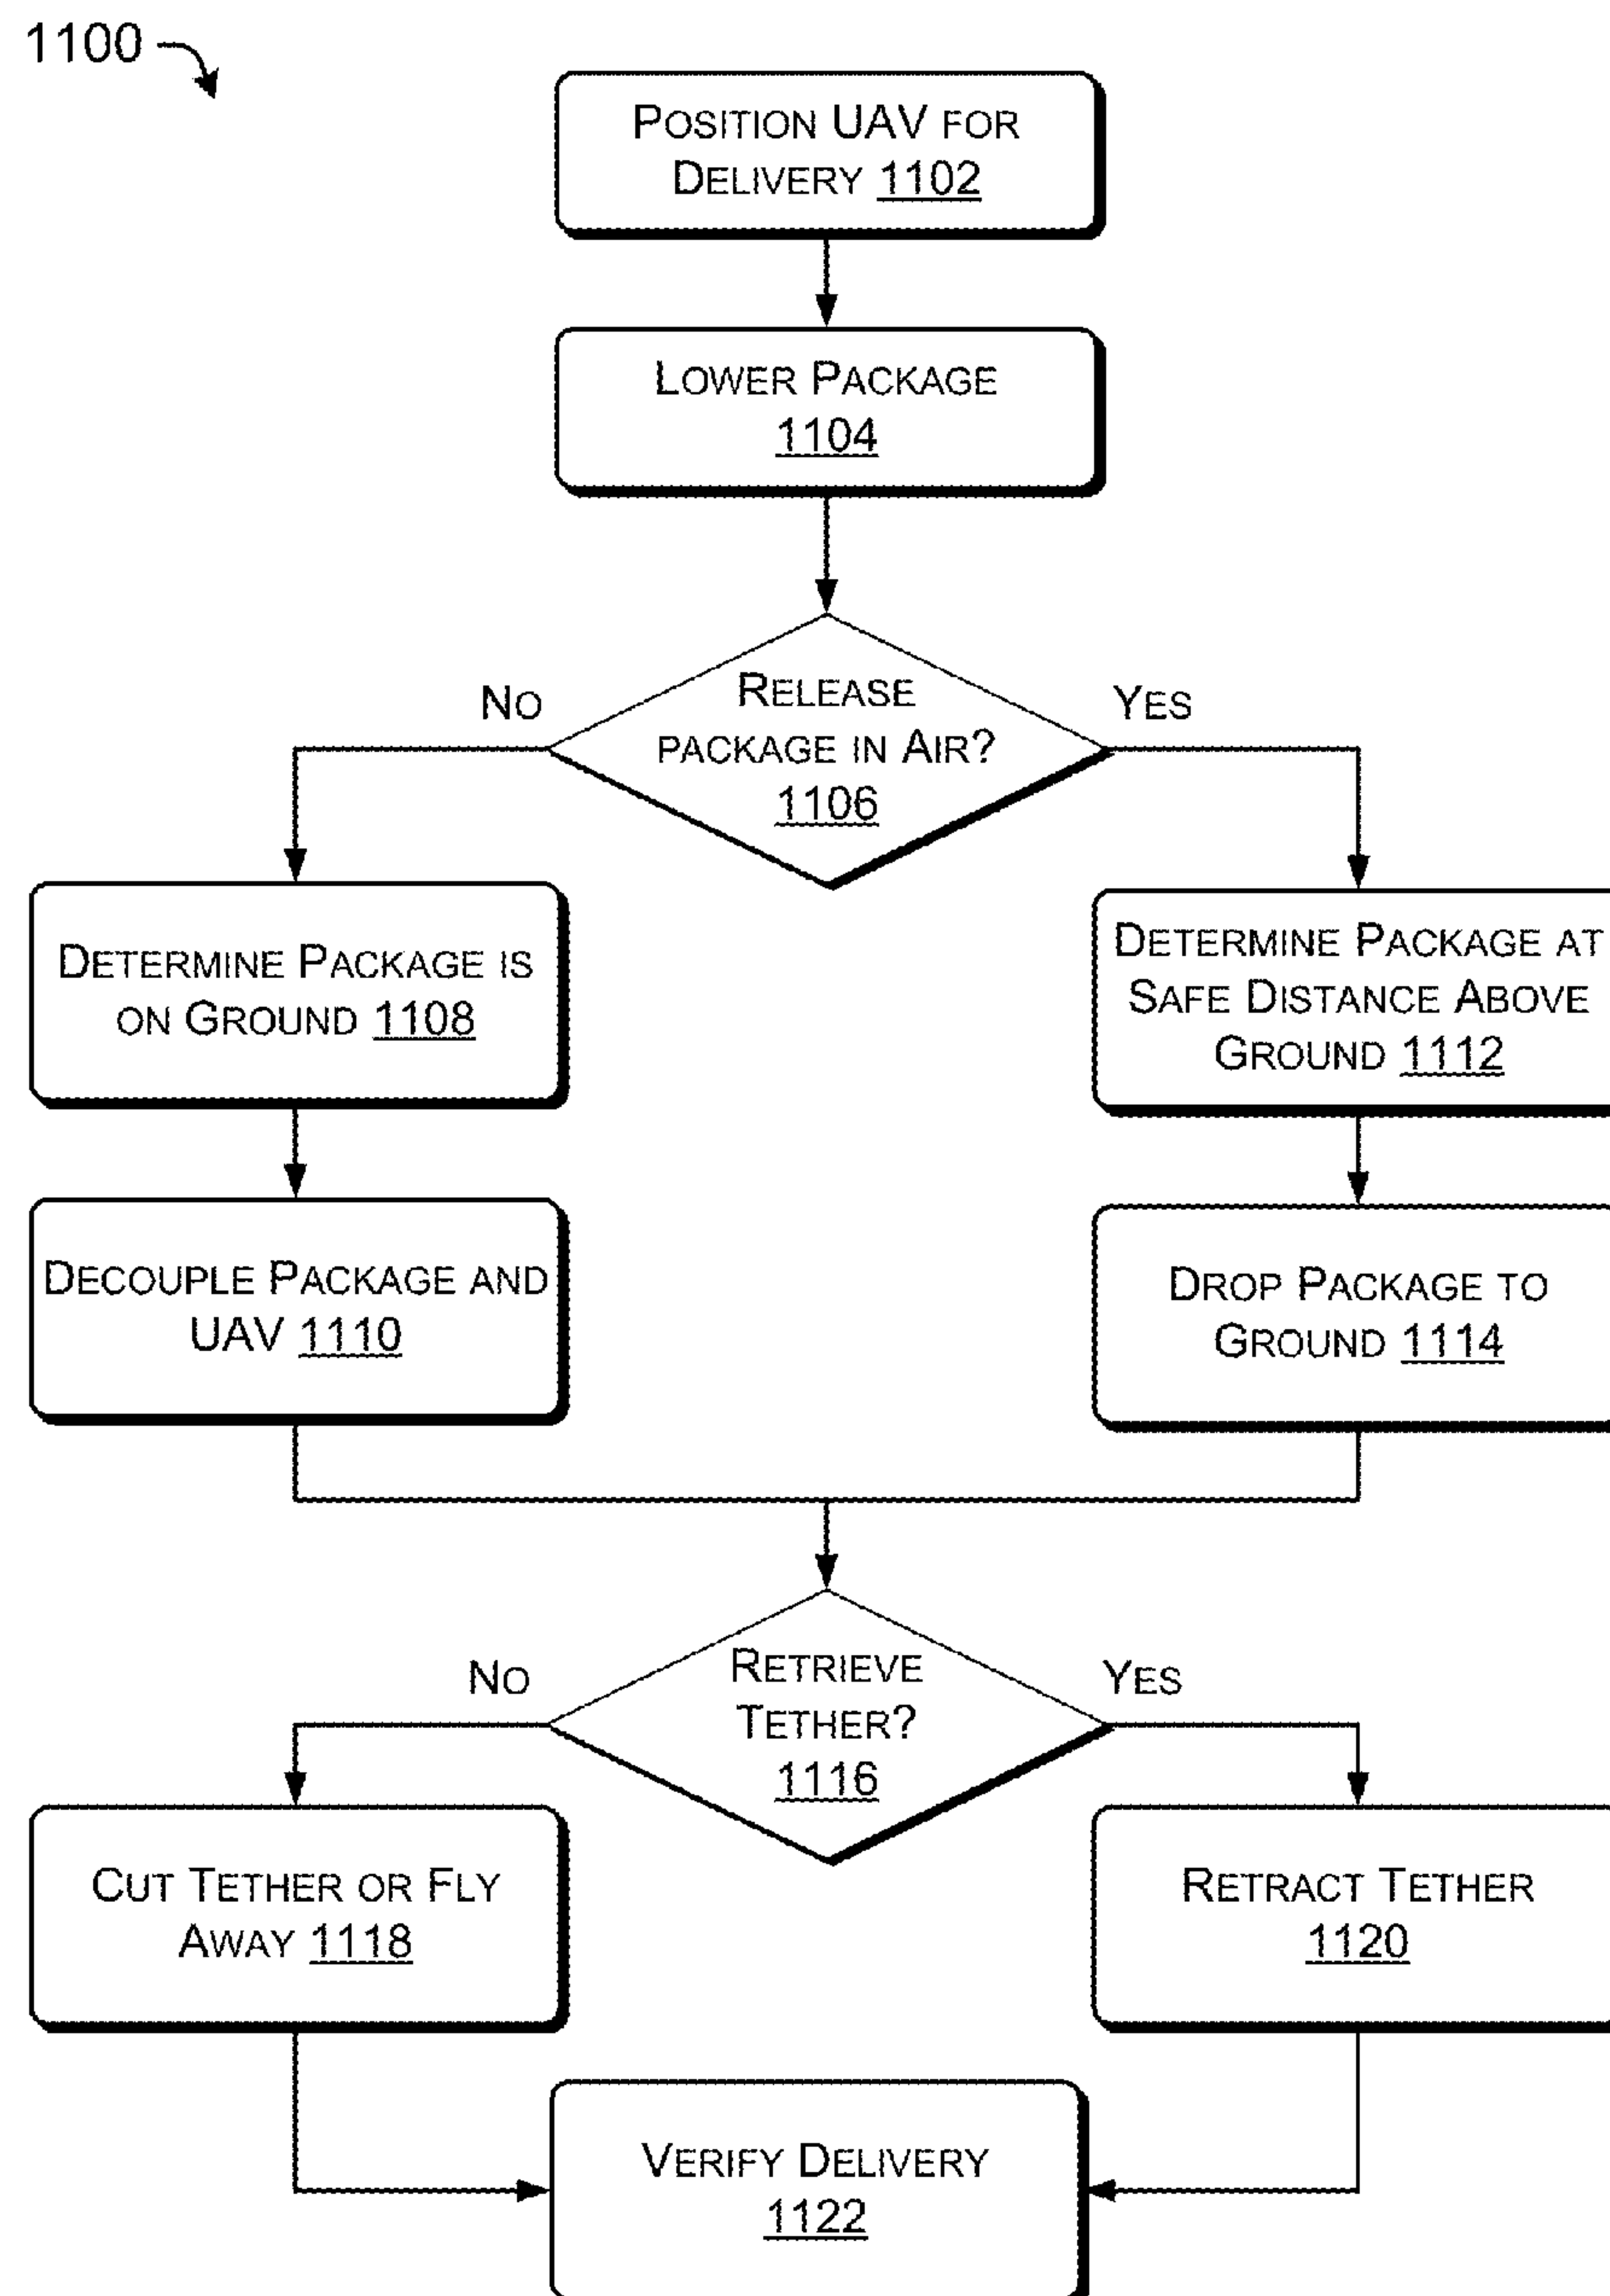 1100
POSITION UAV FOR
DELIVERY 1102
LOWER PACKAGE
1104
RELEASE
PACKAGE IN AIR?
1106
NO
YES
DETERMINE PACKAGE IS
ON GROUND 1108
DETERMINE PACKAGE AT
SAFE DISTANCE ABOVE
GROUND 1112
DECOUPLE PACKAGE AND
UAV 1110
DROP PACKAGE TO
GROUND 1114
RETRIEVE
TETHER?
1116
NO
YES
CUT TETHER OR FLY
AWAY 1118
RETRACT TETHER
1120
VERIFY DELIVERY
1122